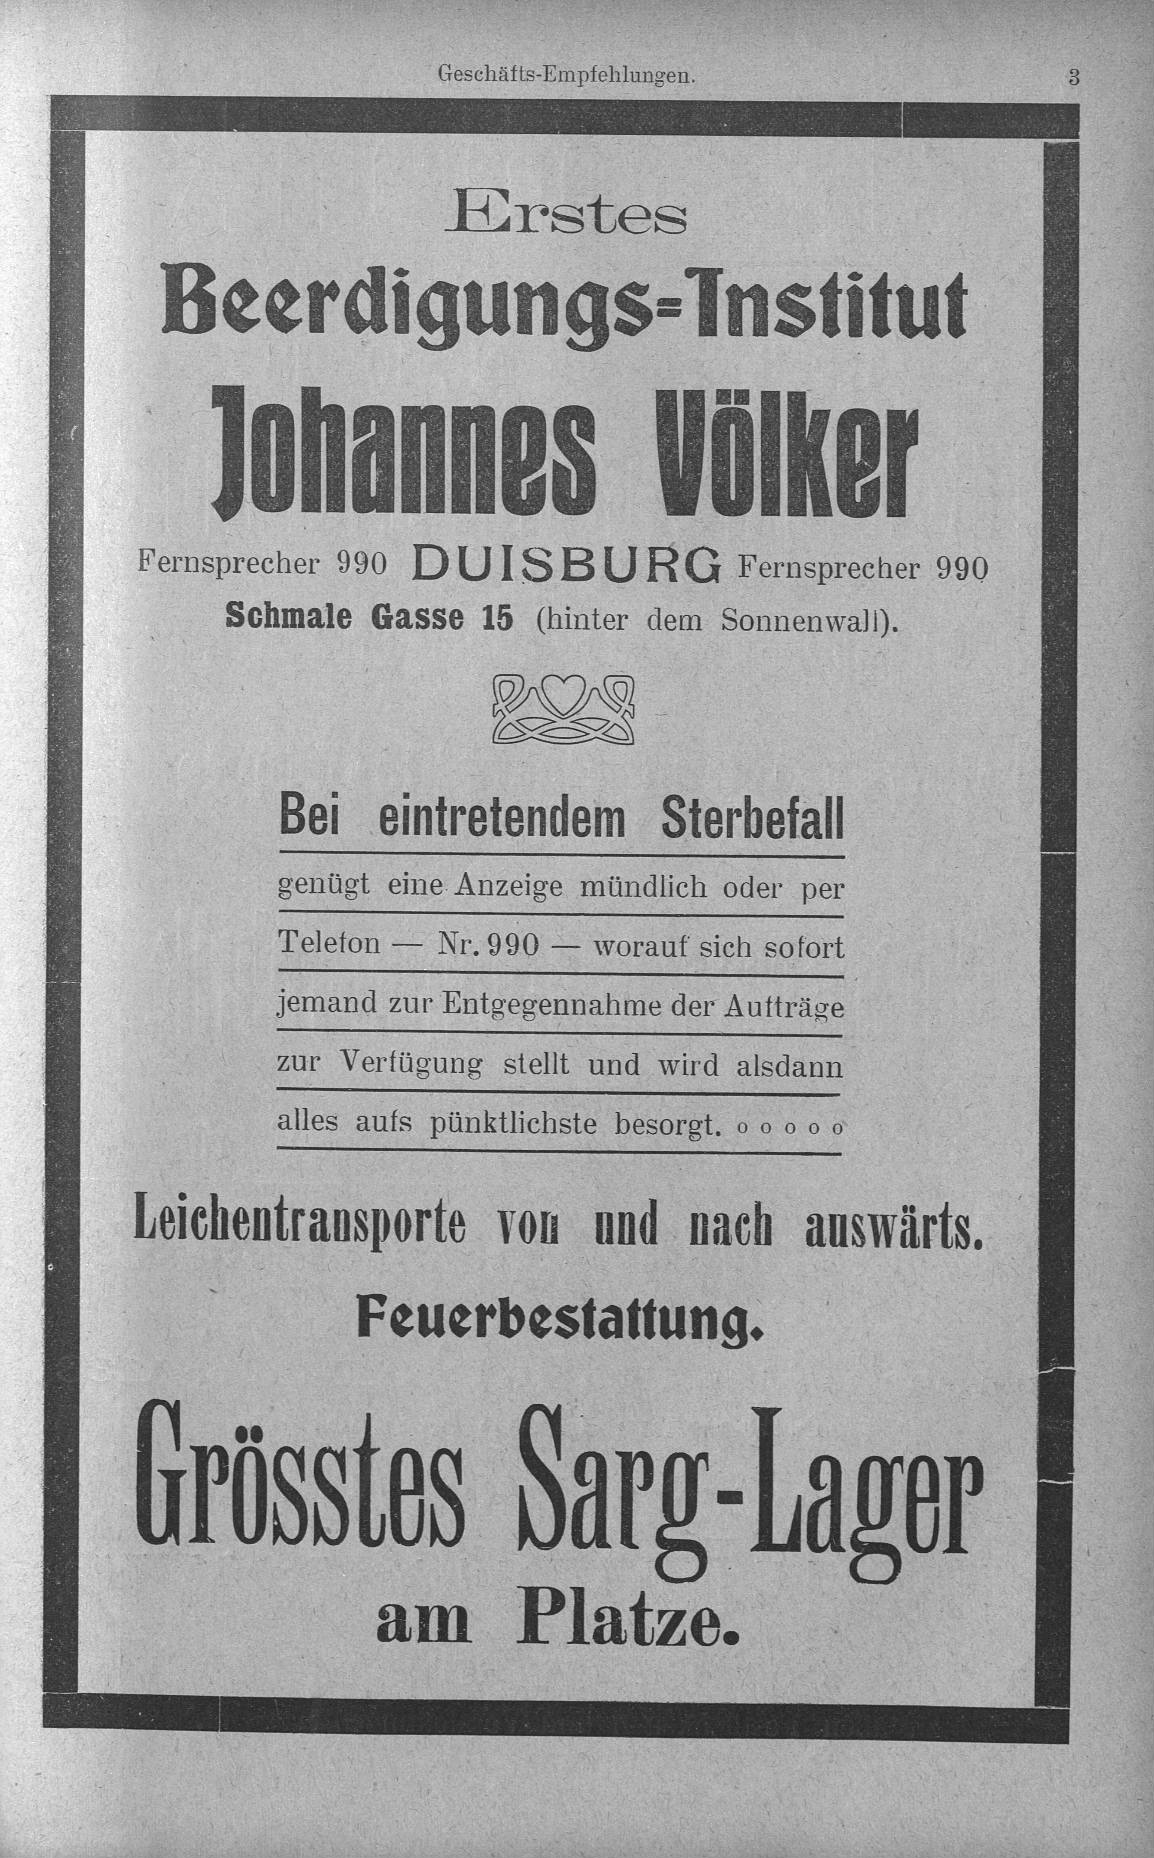 Geschäfts-Empfehlungen. 3
Erstes
Beerdigungs=Institut
Johannes Völker
Fernsprecher 990 DUISBURG Fernsprecher 990
Schmale Gasse 15 (hinter dem Sonnenwall).
Bei eintretendem Sterbefall
genügt eine Anzeige mündlich oder per
Telefon — Nr. 990 — worauf sich sofort
jemand zur Entgegennahme der Aufträge
zur Verfügung stellt und wird alsdann
alles aufs pünktlichste besorgt. o o o o o
Leichentransporte von und nach auswärts.
Feuerbestattung.
Grösstes Sarg-Lager
am Platze.